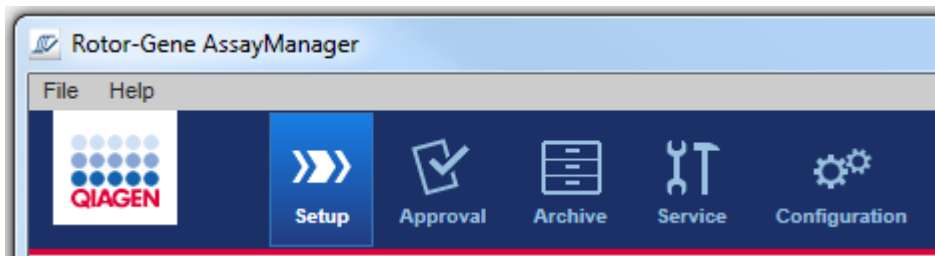 Rotor-Gene AssayManager
File Help
QIAGEN
Setup Approval Archive Service Configuration